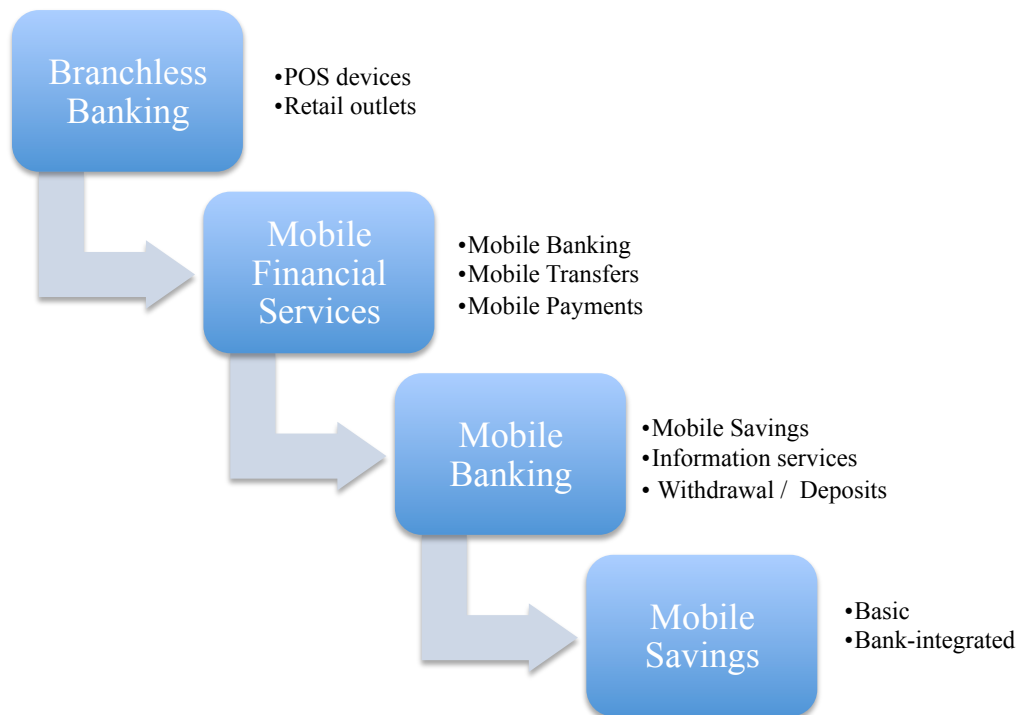 Branchless
Banking
•POS devices
•Retail outlets
Mobile
Financial
Services
•Mobile Banking
•Mobile Transfers
•Mobile Payments
Mobile
Banking
•Mobile Savings
•Information services
• Withdrawal / Deposits
Mobile
Savings
•Basic
•Bank-integrated